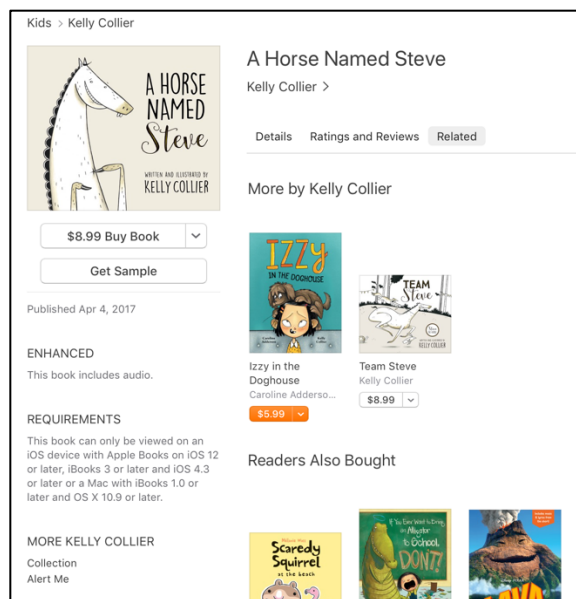 Kids > Kelly Collier
A HORSE
NAMED
Steve
WRITTEN AND ILLUSTRATED BY
KELLY COLLIER
$8.99 Buy Book
Get Sample
Published Apr 4, 2017
ENHANCED
This book includes audio.
REQUIREMENTS
This book can only be viewed on an
iOS device with Apple Books on iOS 12
or later, iBooks 3 or later and iOS 4.3
or later or a Mac with iBooks 1.0 or
later and OS X 10.9 or later.
MORE KELLY COLLIER
Collection
Alert Me
A Horse Named Steve
Kelly Collier >
Details Ratings and Reviews Related
More by Kelly Collier
IZZY
IN THE DOGHOUSE
Caroline Kelly
Adderson Collier
Izzy in the
Doghouse
Caroline Adderso...
$5.99
TEAM
Steve
KELLY COLLIER
Team Steve
Kelly Collier
$8.99
Readers Also Bought
Scaredy
Squirrel
at the beach
If You Ever Want to Bring
an Alligator
to School,
DON'T!
LAVA